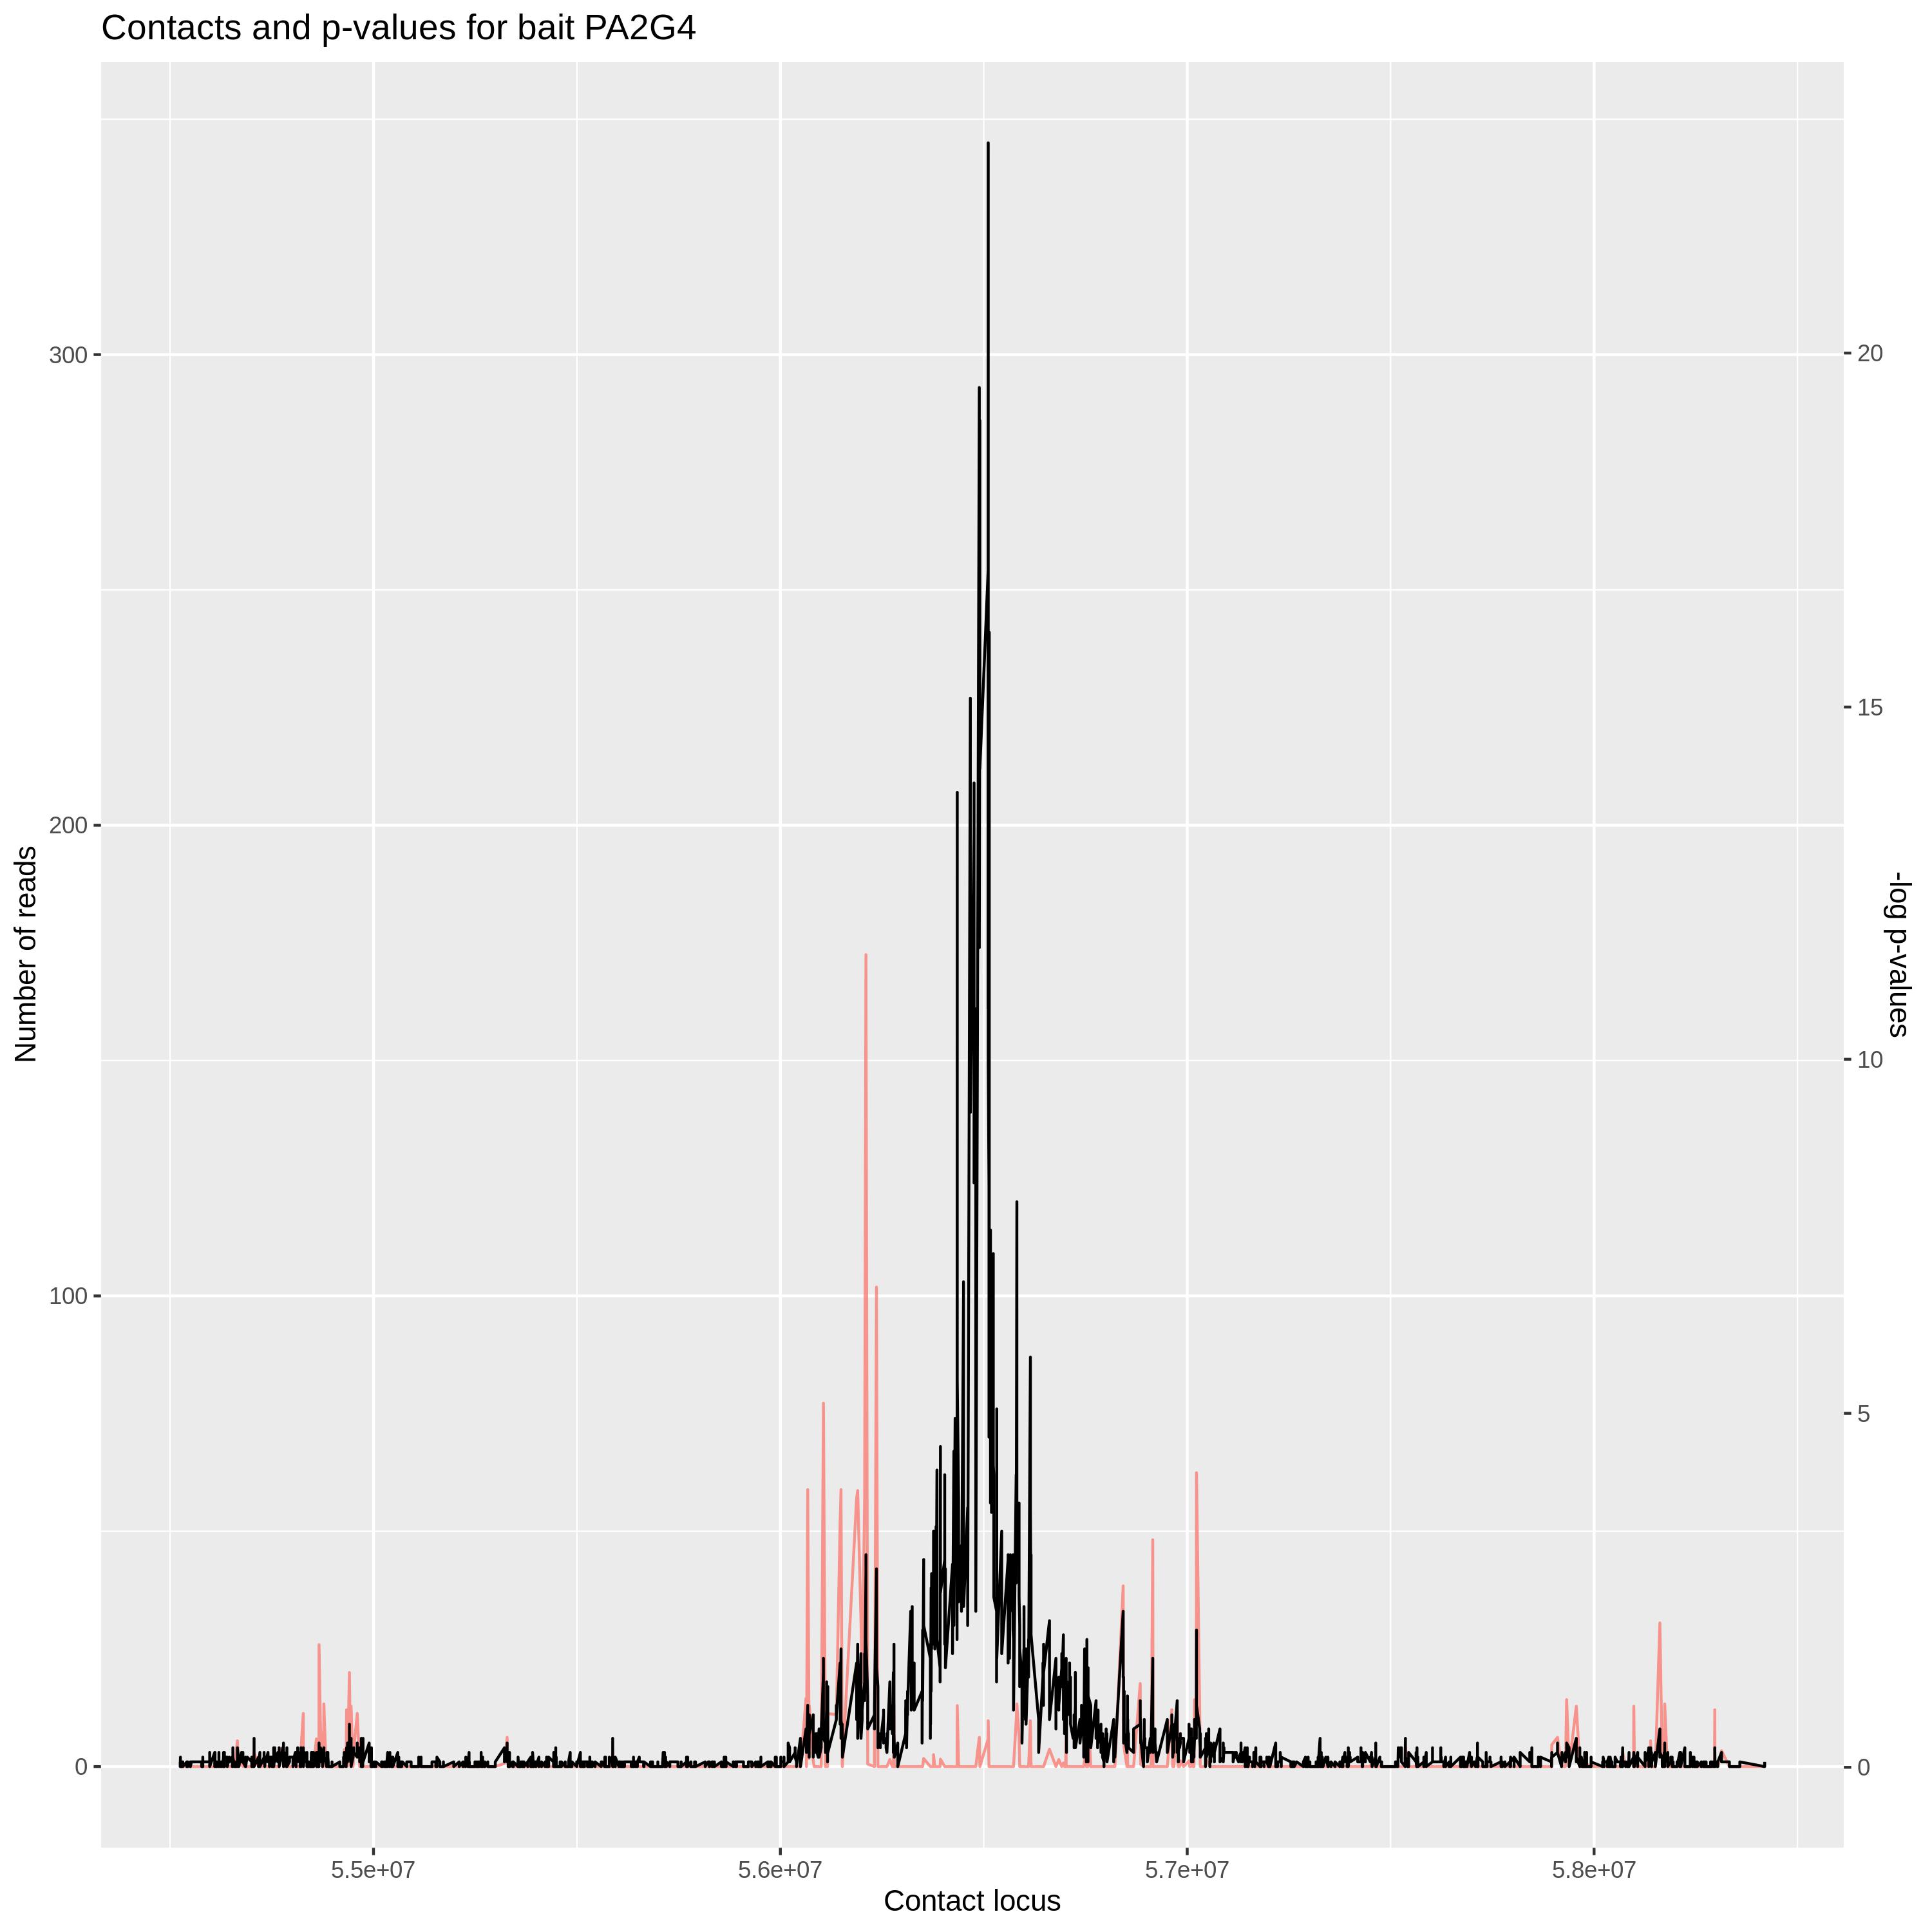 Contacts and p-values for bait PA2G4
300
200
100
0
Number of reads
20
15
10
5
0
-log p-values
5.5e+07
5.6e+07
5.7e+07
5.8e+07
Contact locus